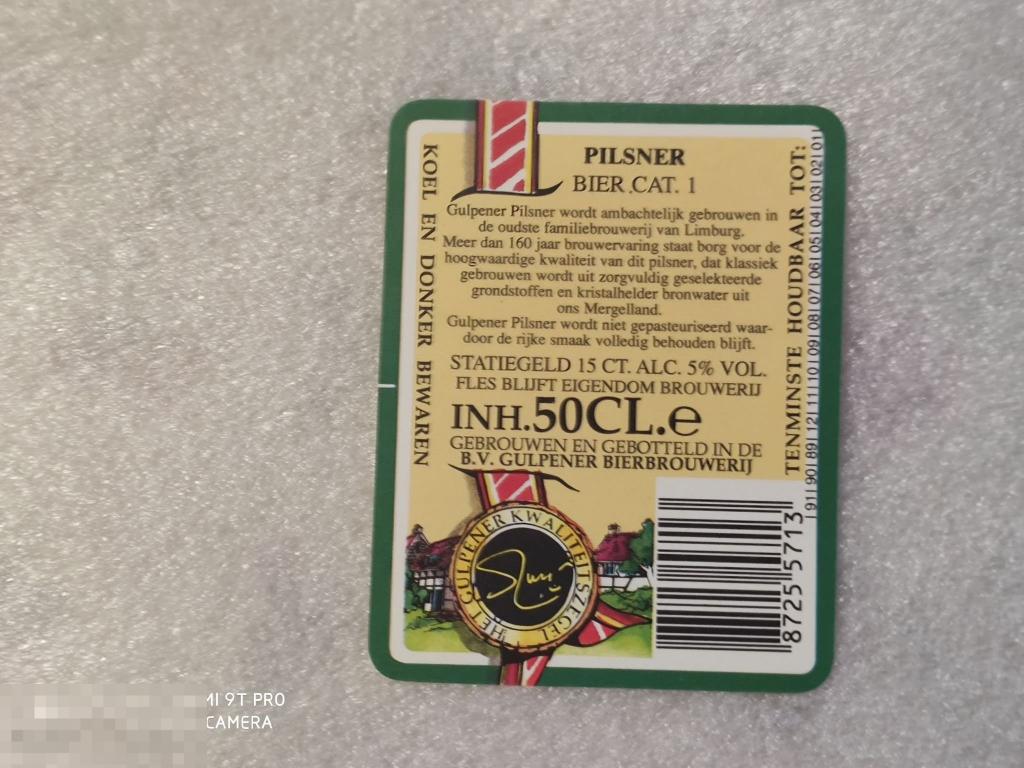 PILSNER
BIER CAT. 1
Gulpener Pilsner wordt ambachtelijk gebrouwen in
de oudste familiebrouwerij van Limburg.
Meer dan 160 jaar brouwervaring staat borg voor de
hoogwaardige kwaliteit van dit pilsner, dat klassiek
gebrouwen wordt uit zorgvuldig geselekteerde
grondstoffen en kristalhelder bronwater uit
ons Mergelland.
Gulpener Pilsner wordt niet gepasteuriseerd waar-
door de rijke smaak volledig behouden blijft.
STATIEGELD 15 CT. ALC. 5% VOL.
FLES BLIJFT EIGENDOM BROUWERIJ
INH.50CL.e
GEBROUWEN EN GEBOTTELD IN DE
B.V. GULPENER BIERBROUWERIJ
KOEL EN DONKER BEWAREN
TENMINSTE HOUDBAAR TOT:
|91|90|89|12|11|10|09|08|07|06|05|04|03|02|01|
HET GULPENER KWALITEITSZEGEL
8725 5713
MI 9T PRO
CAMERA